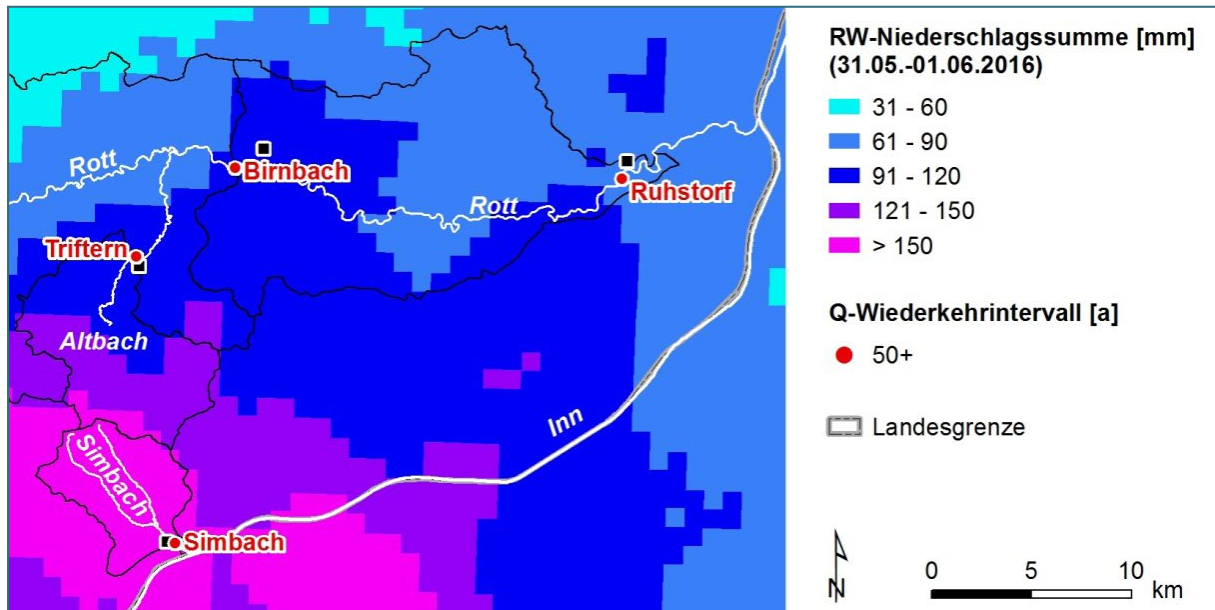 Rott
Birnbach
Rott
Ruhstorf
Triftern
Altbach
Inn
Simbach
Simbach
RW-Niederschlagssumme [mm]
(31.05.-01.06.2016)
31 - 60
61 - 90
91 - 120
121 - 150
> 150
Q-Wiederkehrintervall [a]
50+
Landesgrenze
N
0 5 10
km